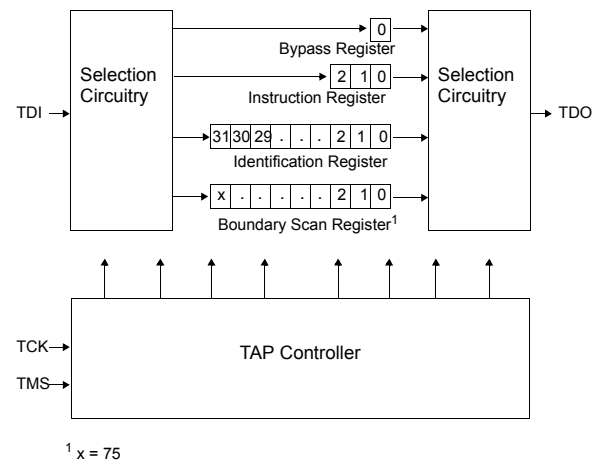 0
Bypass Register
Selection
Circuitry
2 1 0
Instruction Register
Selection
Circuitry
TDI
TDO
31 30 29 . . . 2 1 0
Identification Register
x . . . . . 2 1 0
Boundary Scan Register1
TCK
TMS
TAP Controller
1 x = 75